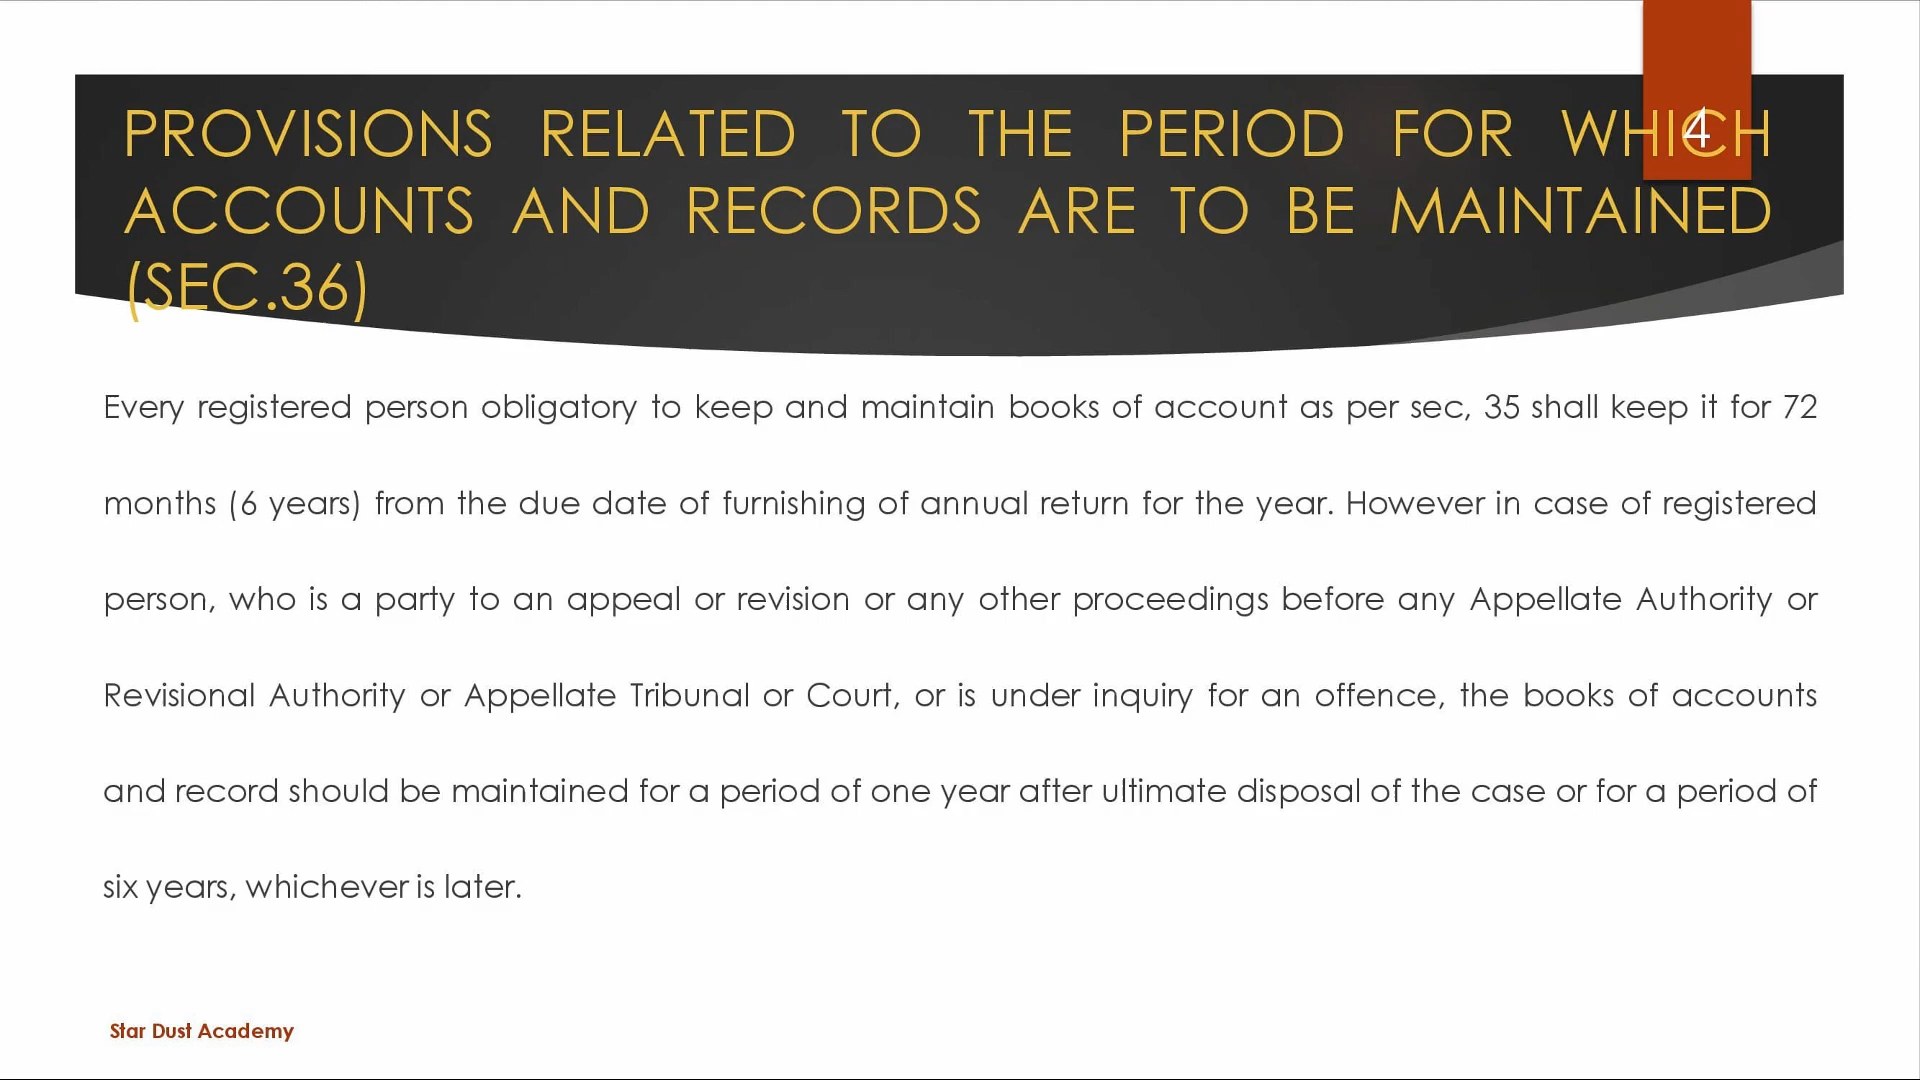 4
PROVISIONS RELATED TO THE PERIOD FOR WHICH
ACCOUNTS AND RECORDS ARE TO BE MAINTAINED
(SEC.36)
Every registered person obligatory to keep and maintain books of account as per sec, 35 shall keep it for 72
months (6 years) from the due date of furnishing of annual return for the year. However in case of registered
person, who is a party to an appeal or revision or any other proceedings before any Appellate Authority or
Revisional Authority or Appellate Tribunal or Court, or is under inquiry for an offence, the books of accounts
and record should be maintained for a period of one year after ultimate disposal of the case or for a period of
six years, whichever is later.
Star Dust Academy